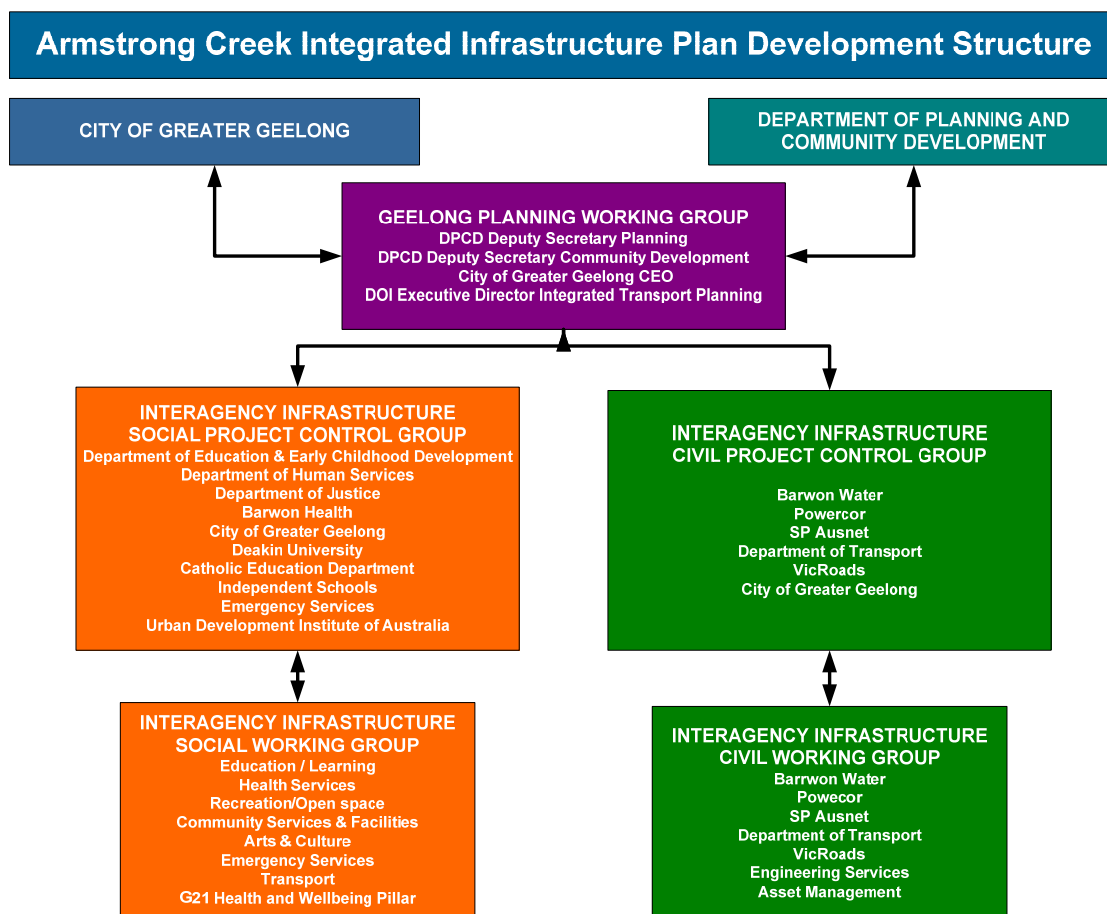 Armstrong Creek Integrated Infrastructure Plan Development Structure
CITY OF GREATER GEELONG
DEPARTMENT OF PLANNING AND
COMMUNITY DEVELOPMENT
GEELONG PLANNING WORKING GROUP
DPCD Deputy Secretary Planning
DPCD Deputy Secretary Community Development
City of Greater Geelong CEO
DOI Executive Director Integrated Transport Planning
INTERAGENCY INFRASTRUCTURE
SOCIAL PROJECT CONTROL GROUP
Department of Education & Early Childhood Development
Department of Human Services
Department of Justice
Barwon Health
City of Greater Geelong
Deakin University
Catholic Education Department
Independent Schools
Emergency Services
Urban Development Institute of Australia
INTERAGENCY INFRASTRUCTURE
CIVIL PROJECT CONTROL GROUP
Barwon Water
Powercor
SP Ausnet
Department of Transport
VicRoads
City of Greater Geelong
INTERAGENCY INFRASTRUCTURE
SOCIAL WORKING GROUP
Education / Learning
Health Services
Recreation/Open space
Community Services & Facilities
Arts & Culture
Emergency Services
Transport
G21 Health and Wellbeing Pillar
INTERAGENCY INFRASTRUCTURE
CIVIL WORKING GROUP
Barrwon Water
Powecor
SP Ausnet
Department of Transport
VicRoads
Engineering Services
Asset Management